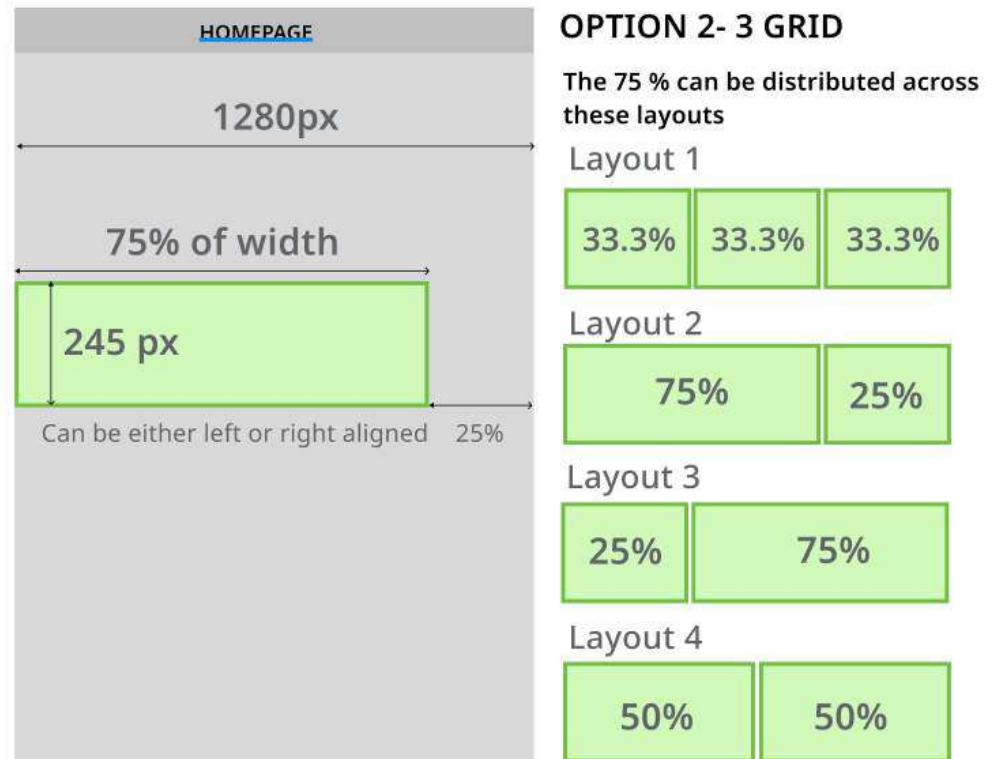 HOMEPAGE
1280px
75% of width
245 px
Can be either left or right aligned
25%
OPTION 2- 3 GRID
The 75 % can be distributed across
these layouts
Layout 1
33.3%
33.3%
33.3%
Layout 2
75%
25%
Layout 3
25%
75%
Layout 4
50%
50%